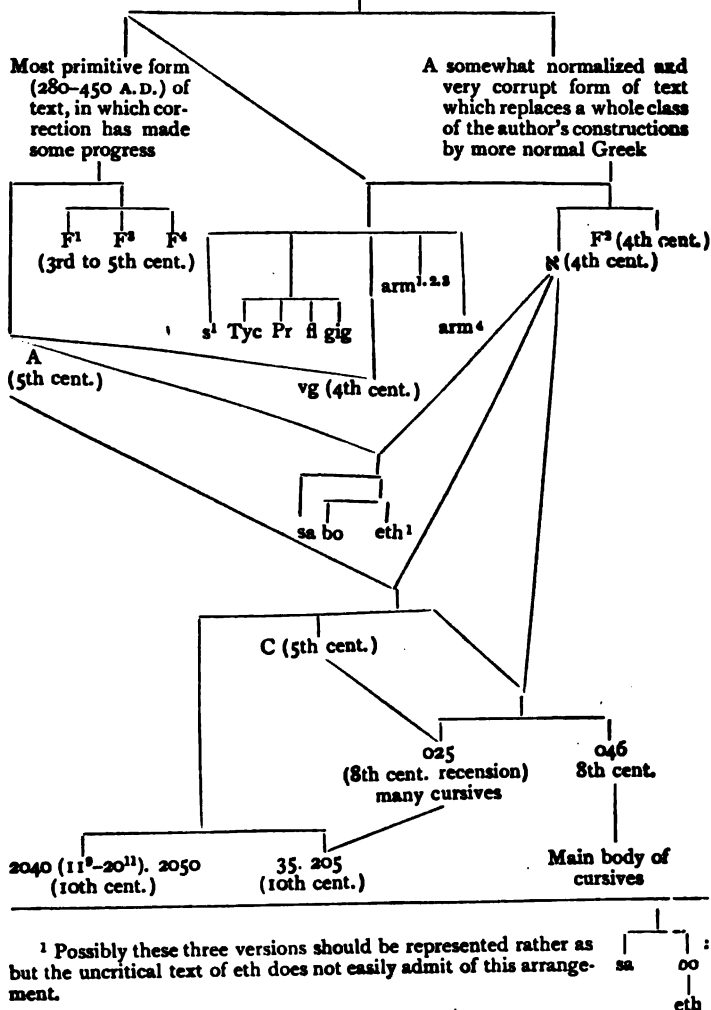 Most primitive form
(280–450 A.D.) of
text, in which cor-
rection has made
some progress
A somewhat normalized and
very corrupt form of text
which replaces a whole class
of the author's constructions
by more normal Greek
F¹ F³ F⁴
(3rd to 5th cent.)
F² (4th cent.)
א (4th cent.)
arm¹·²·³
s¹ Tyc Pr fl gig
arm⁴
A
(5th cent.)
vg (4th cent.)
sa bo eth¹
C (5th cent.)
025
(8th cent. recension)
many cursives
046
8th cent.
2040 (11⁹–20¹¹). 2050
(10th cent.)
35. 205
(10th cent.)
Main body of
cursives
¹ Possibly these three versions should be represented rather as
sa bo :
but the uncritical text of eth does not easily admit of this arrange-
ment.
eth